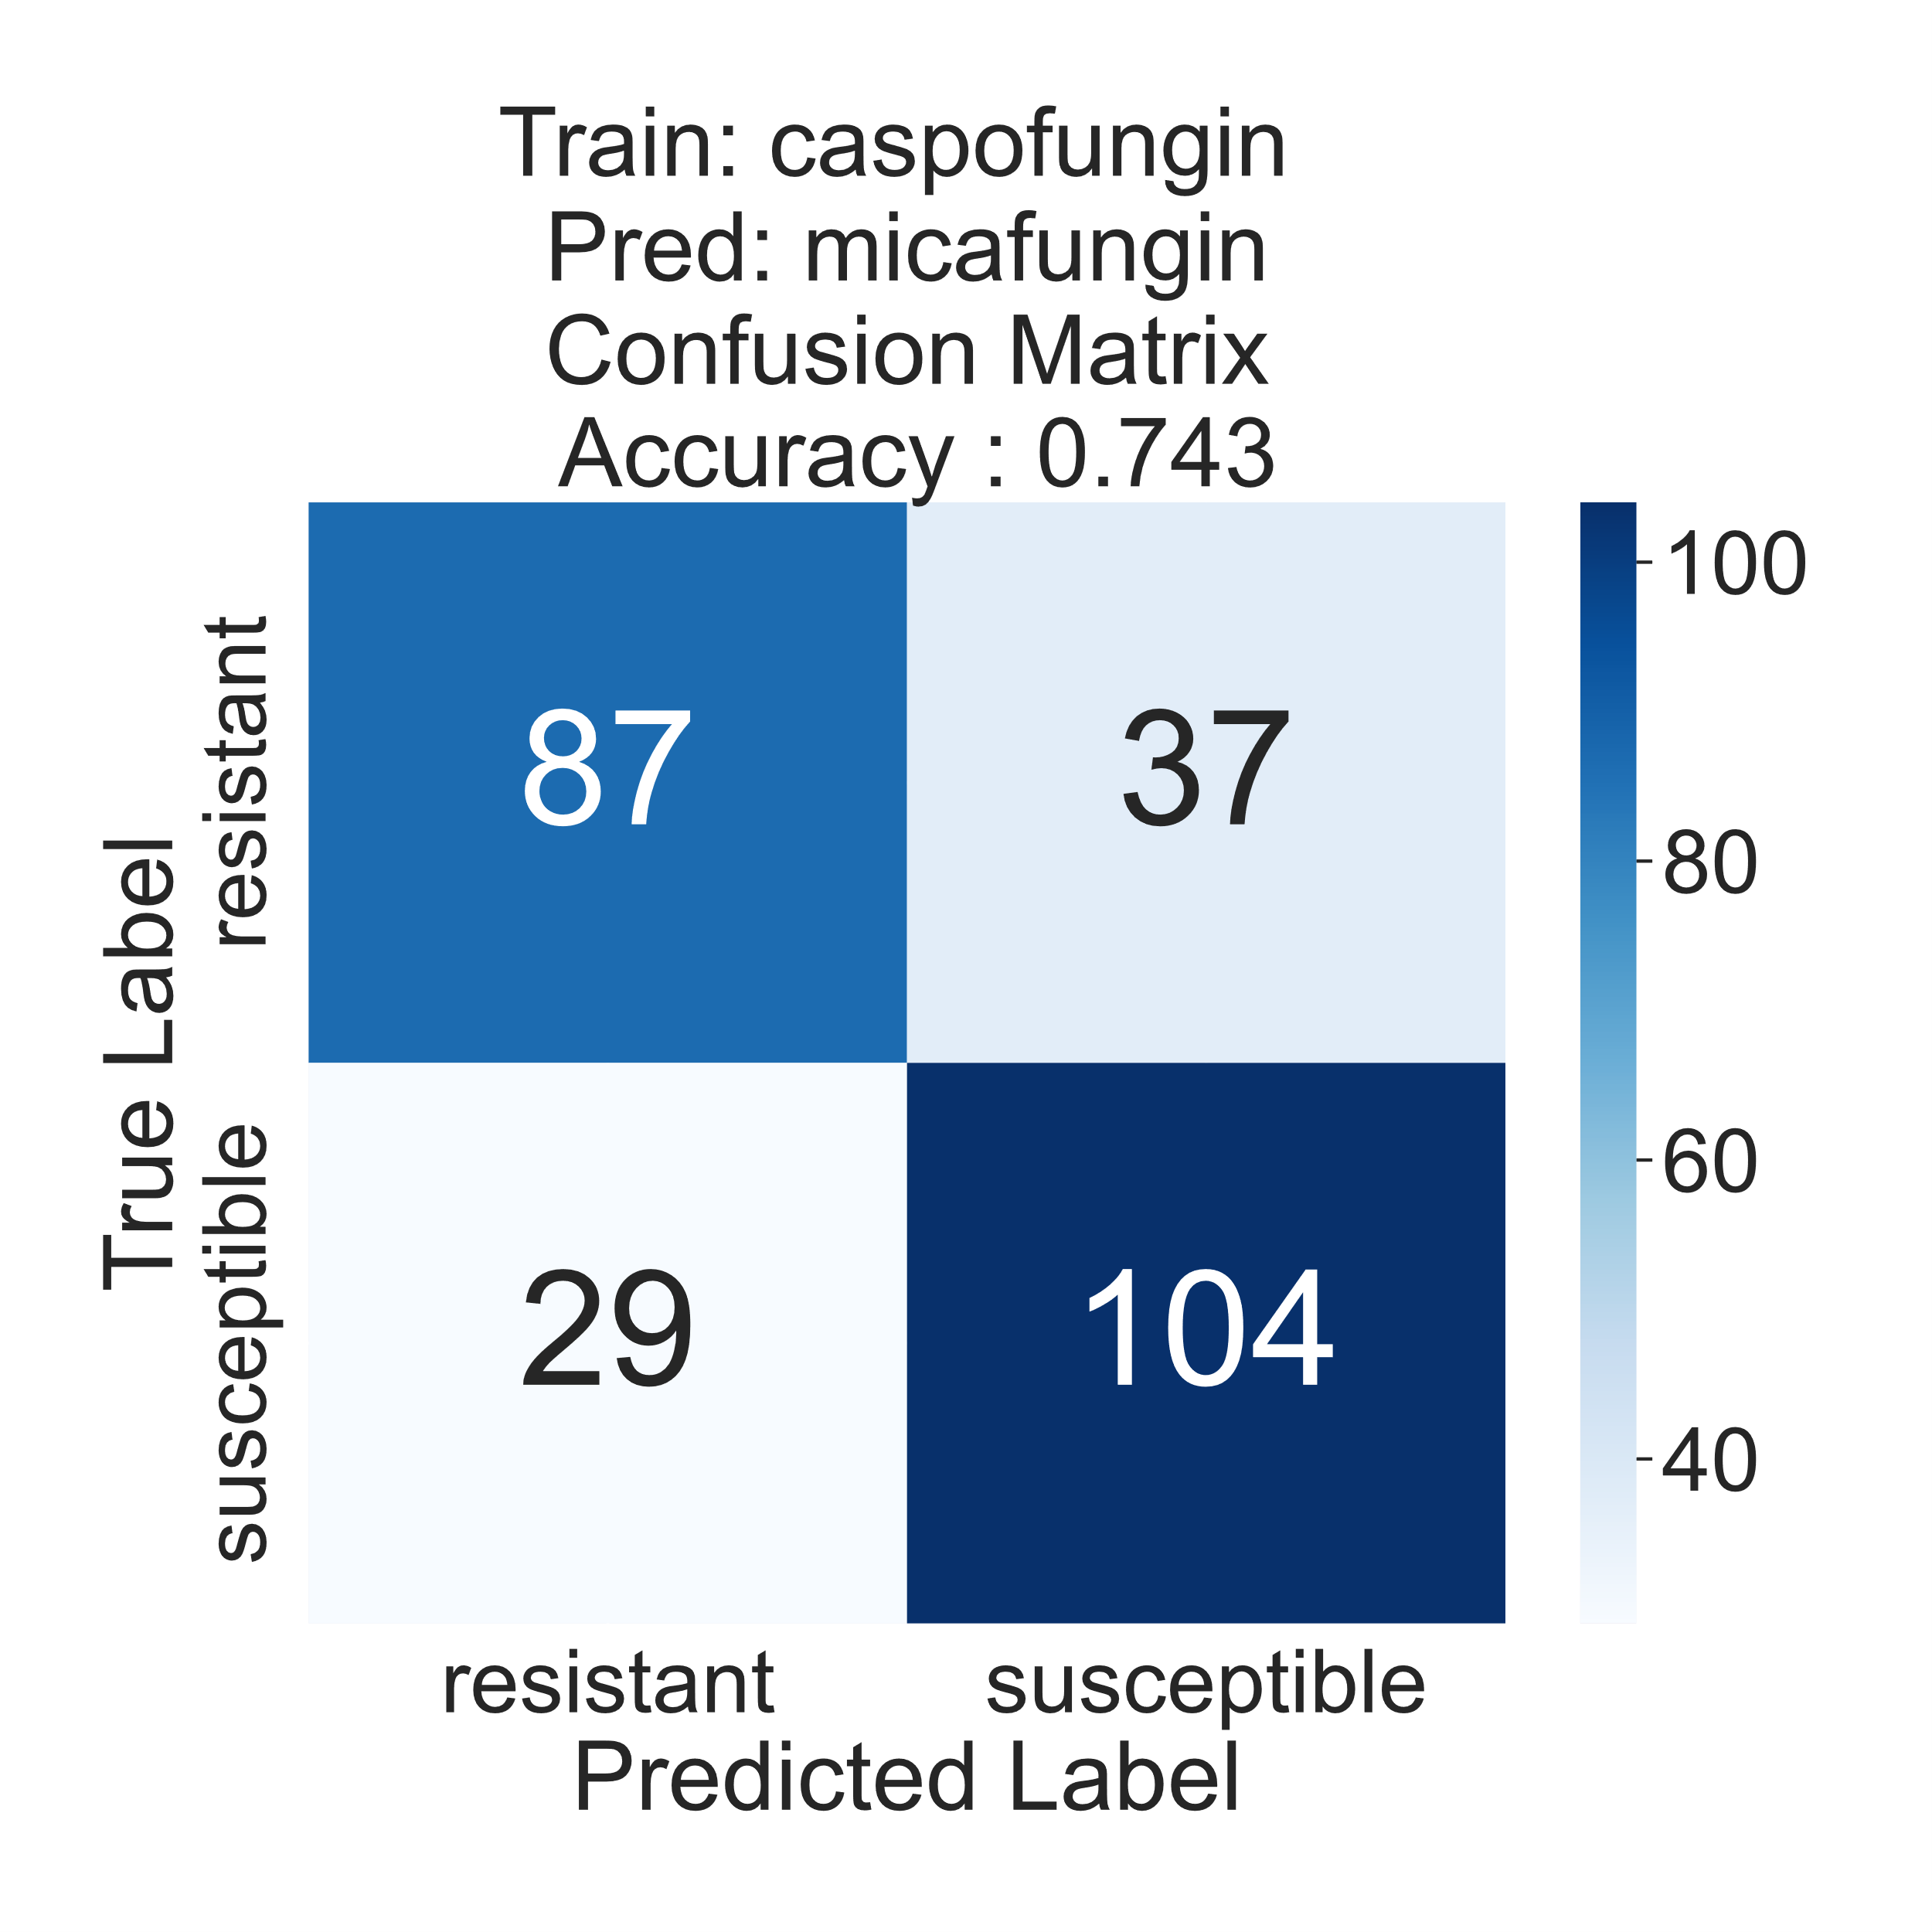 Train: caspofungin
Pred: micafungin
Confusion Matrix
Accuracy : 0.743
True Label
resistant
susceptible
87
37
29
104
100
80
60
40
resistant
susceptible
Predicted Label